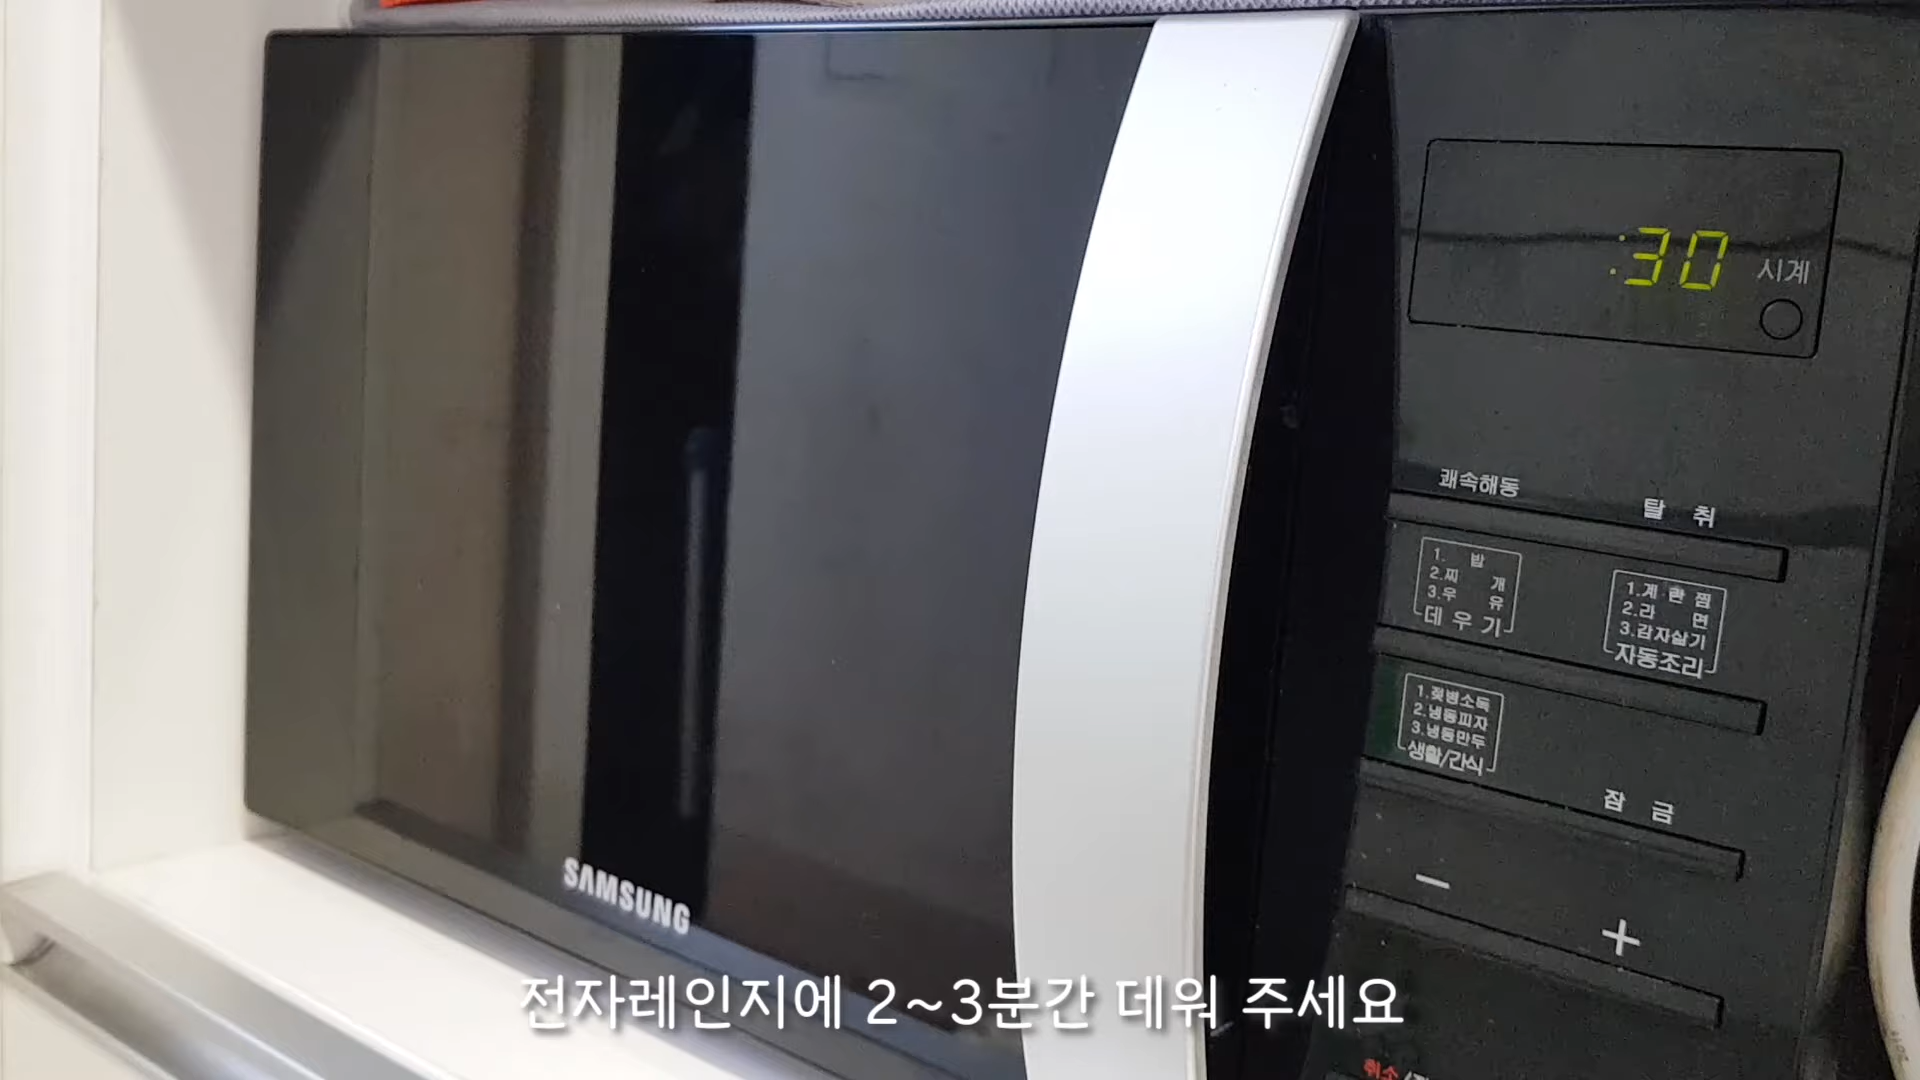 :30
시계
쾌속해동
탈 취
1. 밥
2.찌 개
3.우 유
데우기
1.계란찜
2.라 면
3.감자삶기
자동조리
1.젖병소독
2.냉동피자
3.냉동만두
생활/간식
잠 금
−
+
SAMSUNG
전자레인지에 2~3분간 데워 주세요
취소